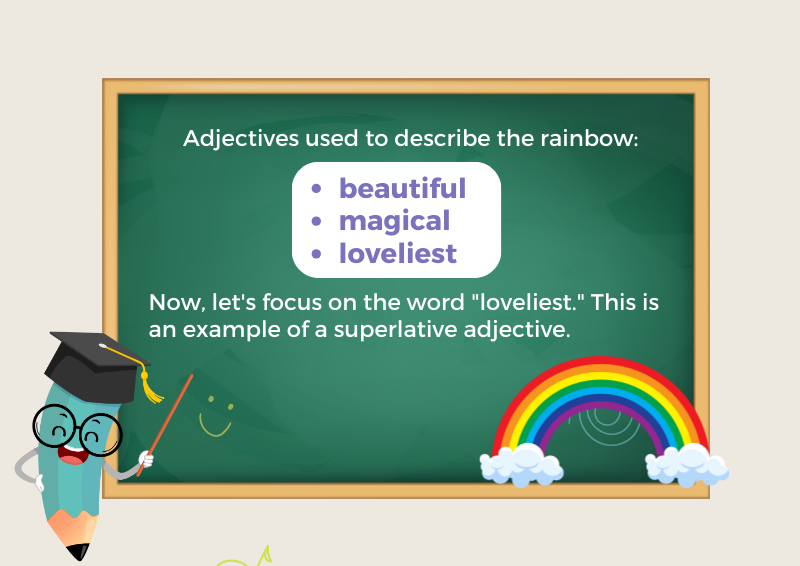 Adjectives used to describe the rainbow:
• beautiful
• magical
• loveliest
Now, let's focus on the word "loveliest." This is
an example of a superlative adjective.